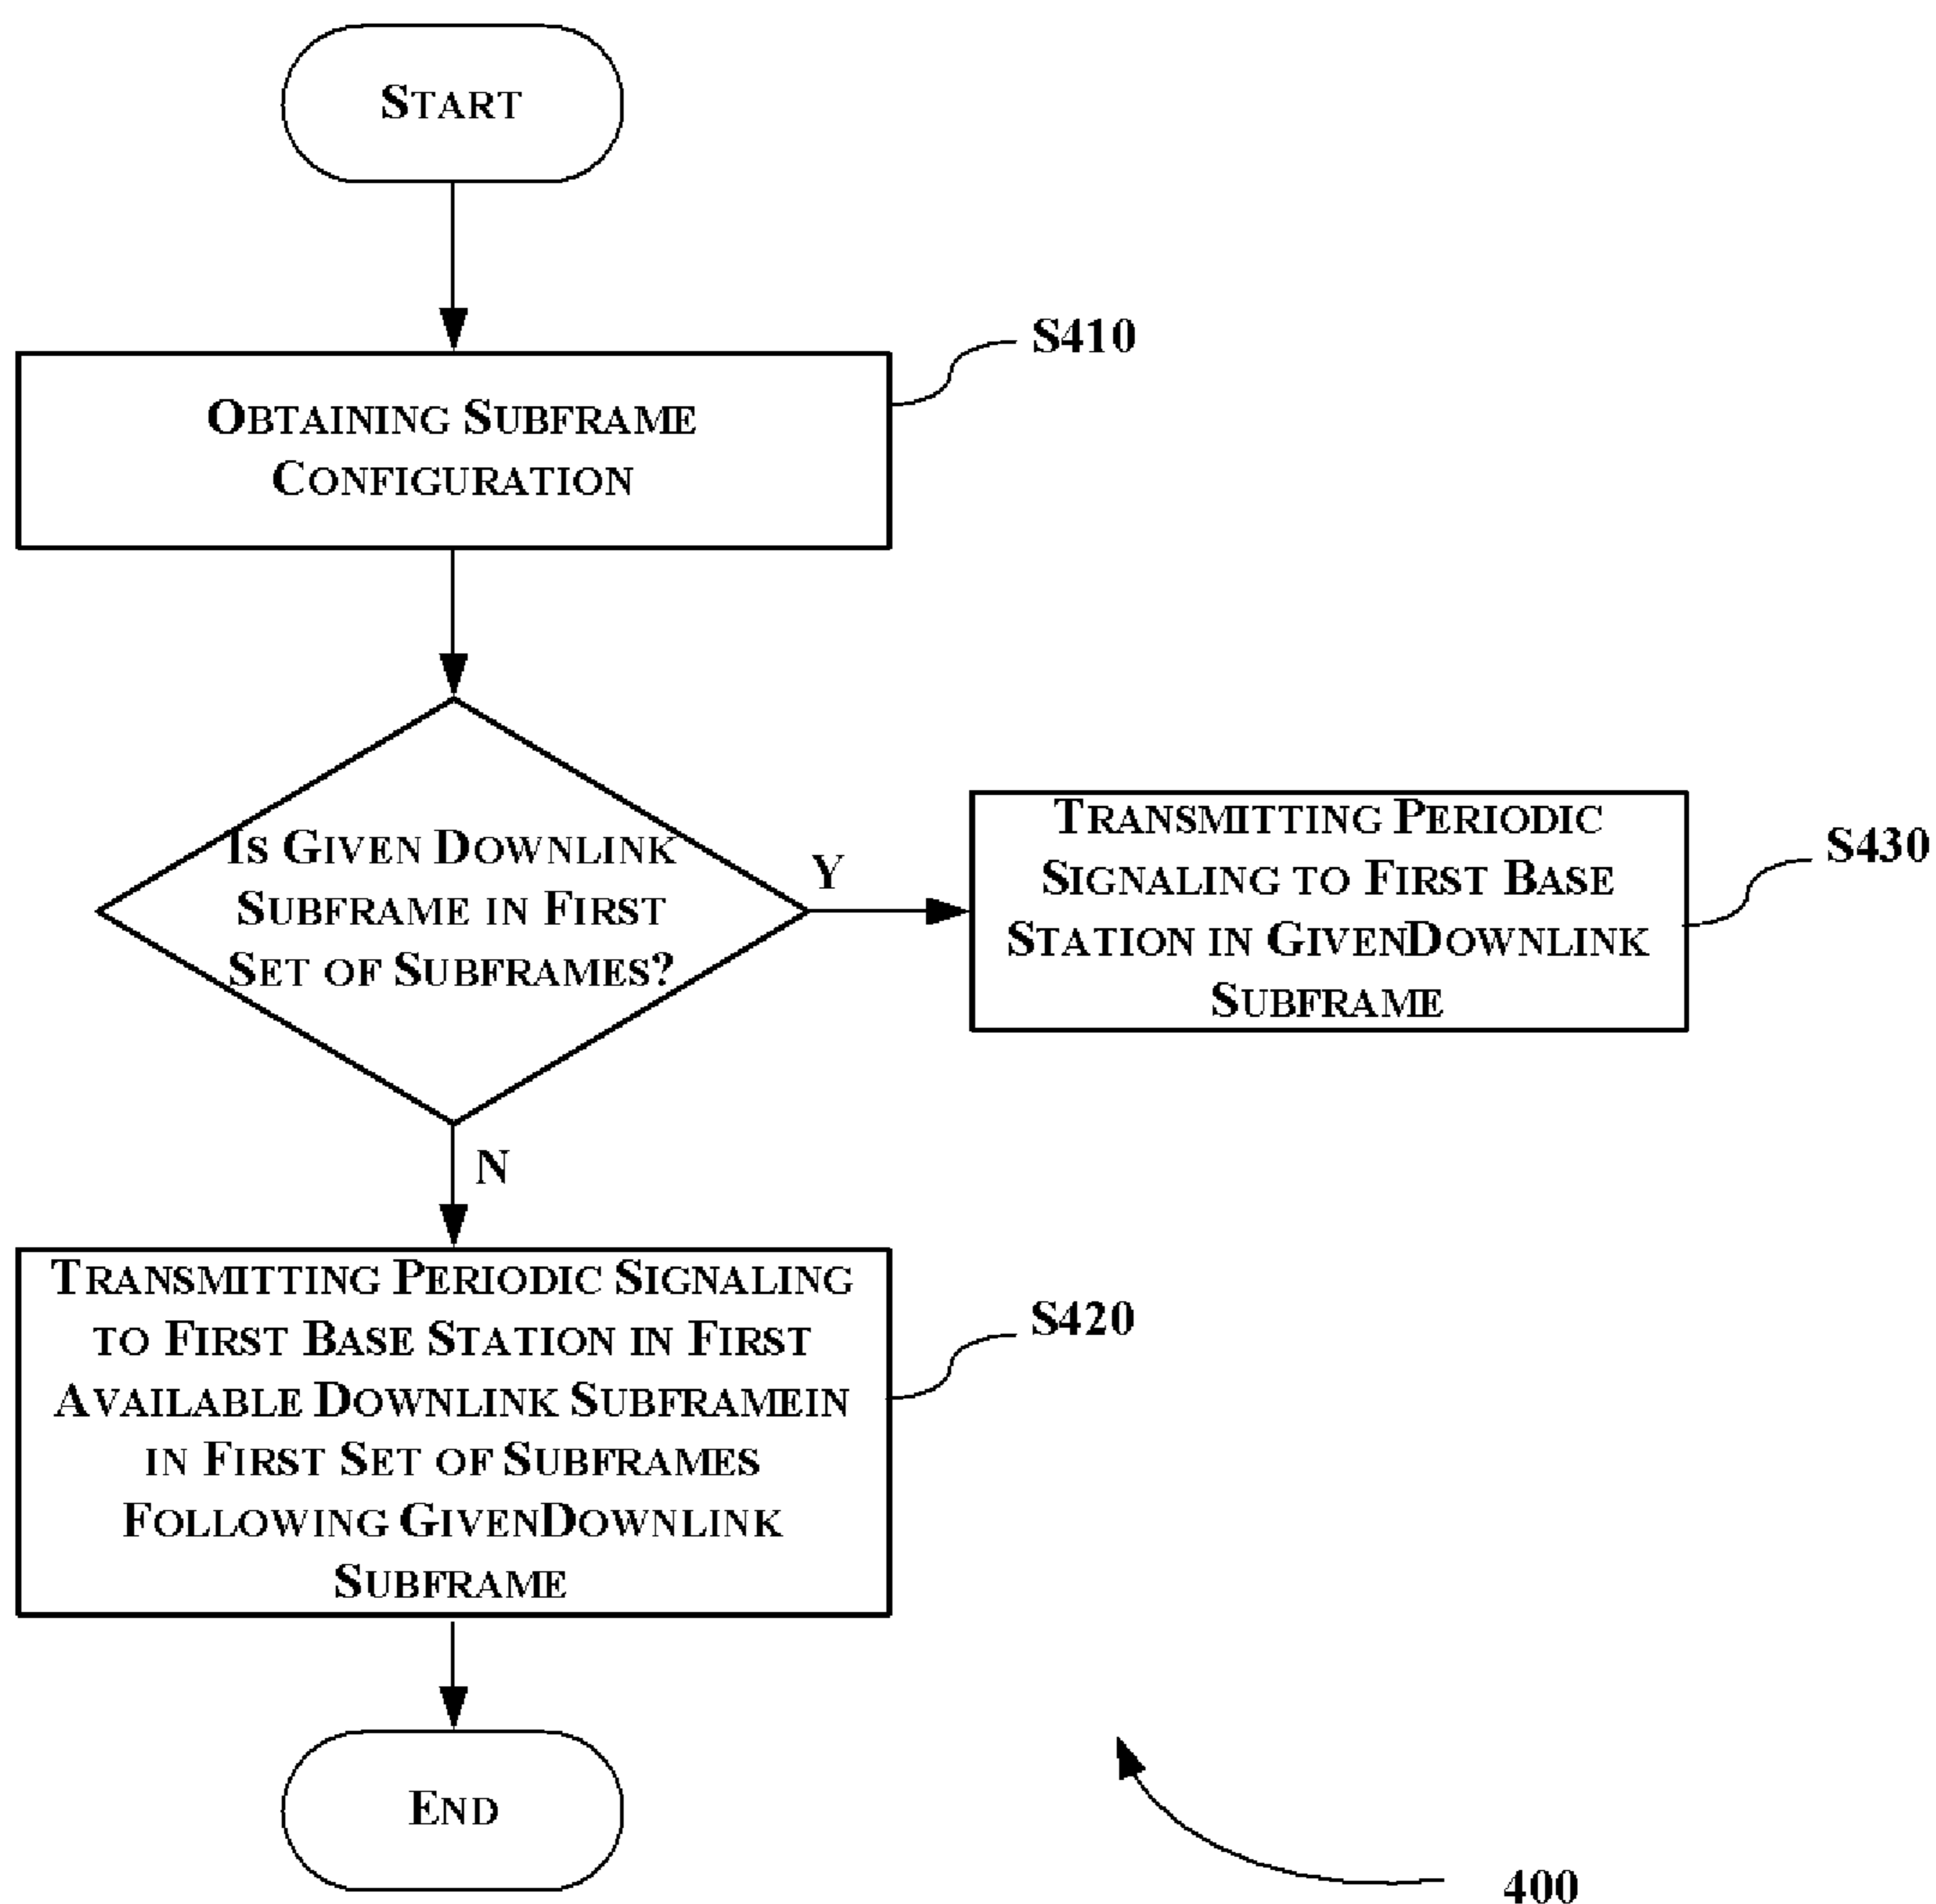 START
S410
OBTAINING SUBFRAME
CONFIGURATION
IS GIVEN DOWNLINK
SUBFRAME IN FIRST
SET OF SUBFRAMES?
Y
TRANSMITTING PERIODIC
SIGNALING TO FIRST BASE
STATION IN GIVENDOWNLINK
SUBFRAME
S430
N
TRANSMITTING PERIODIC SIGNALING
TO FIRST BASE STATION IN FIRST
AVAILABLE DOWNLINK SUBFRAMEIN
IN FIRST SET OF SUBFRAMES
FOLLOWING GIVENDOWNLINK
SUBFRAME
S420
END
400